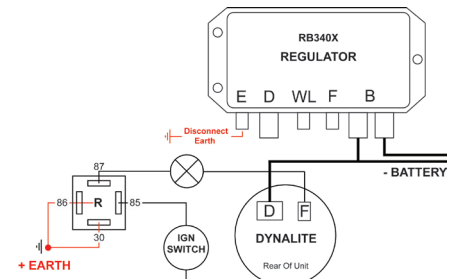 RB340X
REGULATOR
E D WL F B
Disconnect
Earth
- BATTERY
87
86 R 85
30
+ EARTH
IGN
SWITCH
D F
DYNALITE
Rear Of Unit